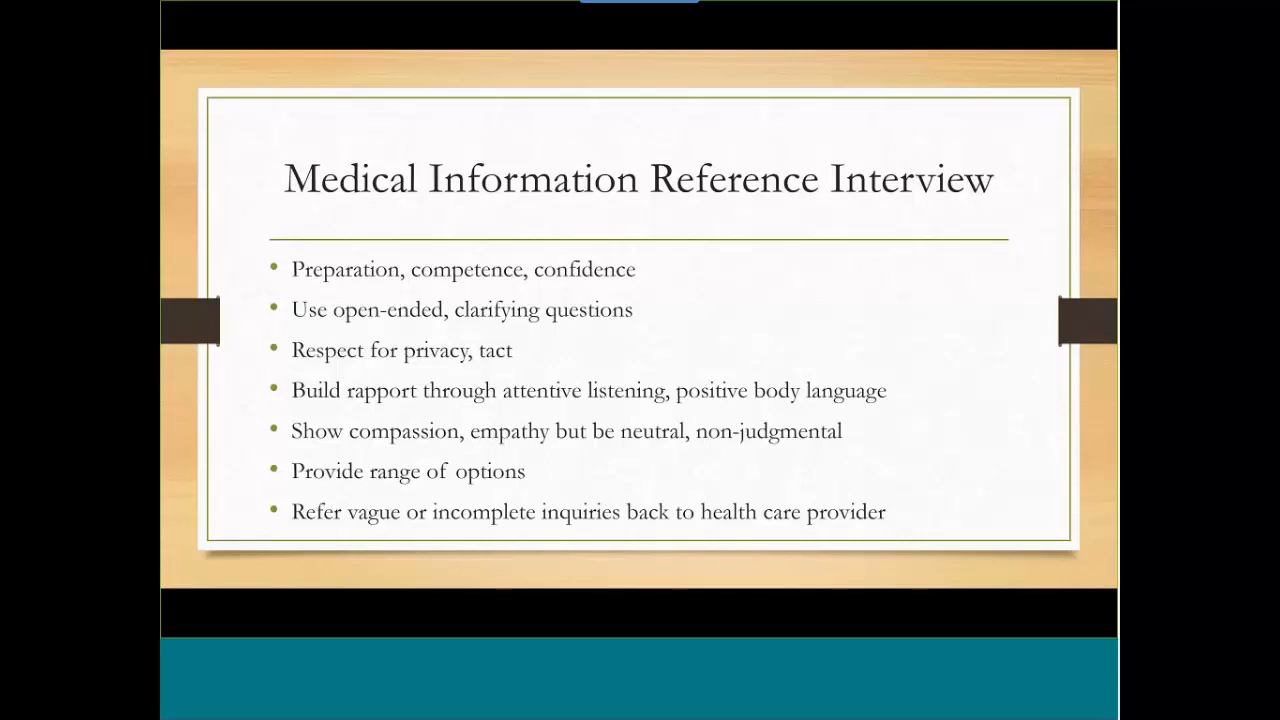 Medical Information Reference Interview
• Preparation, competence, confidence
• Use open-ended, clarifying questions
• Respect for privacy, tact
• Build rapport through attentive listening, positive body language
• Show compassion, empathy but be neutral, non-judgmental
• Provide range of options
• Refer vague or incomplete inquiries back to health care provider